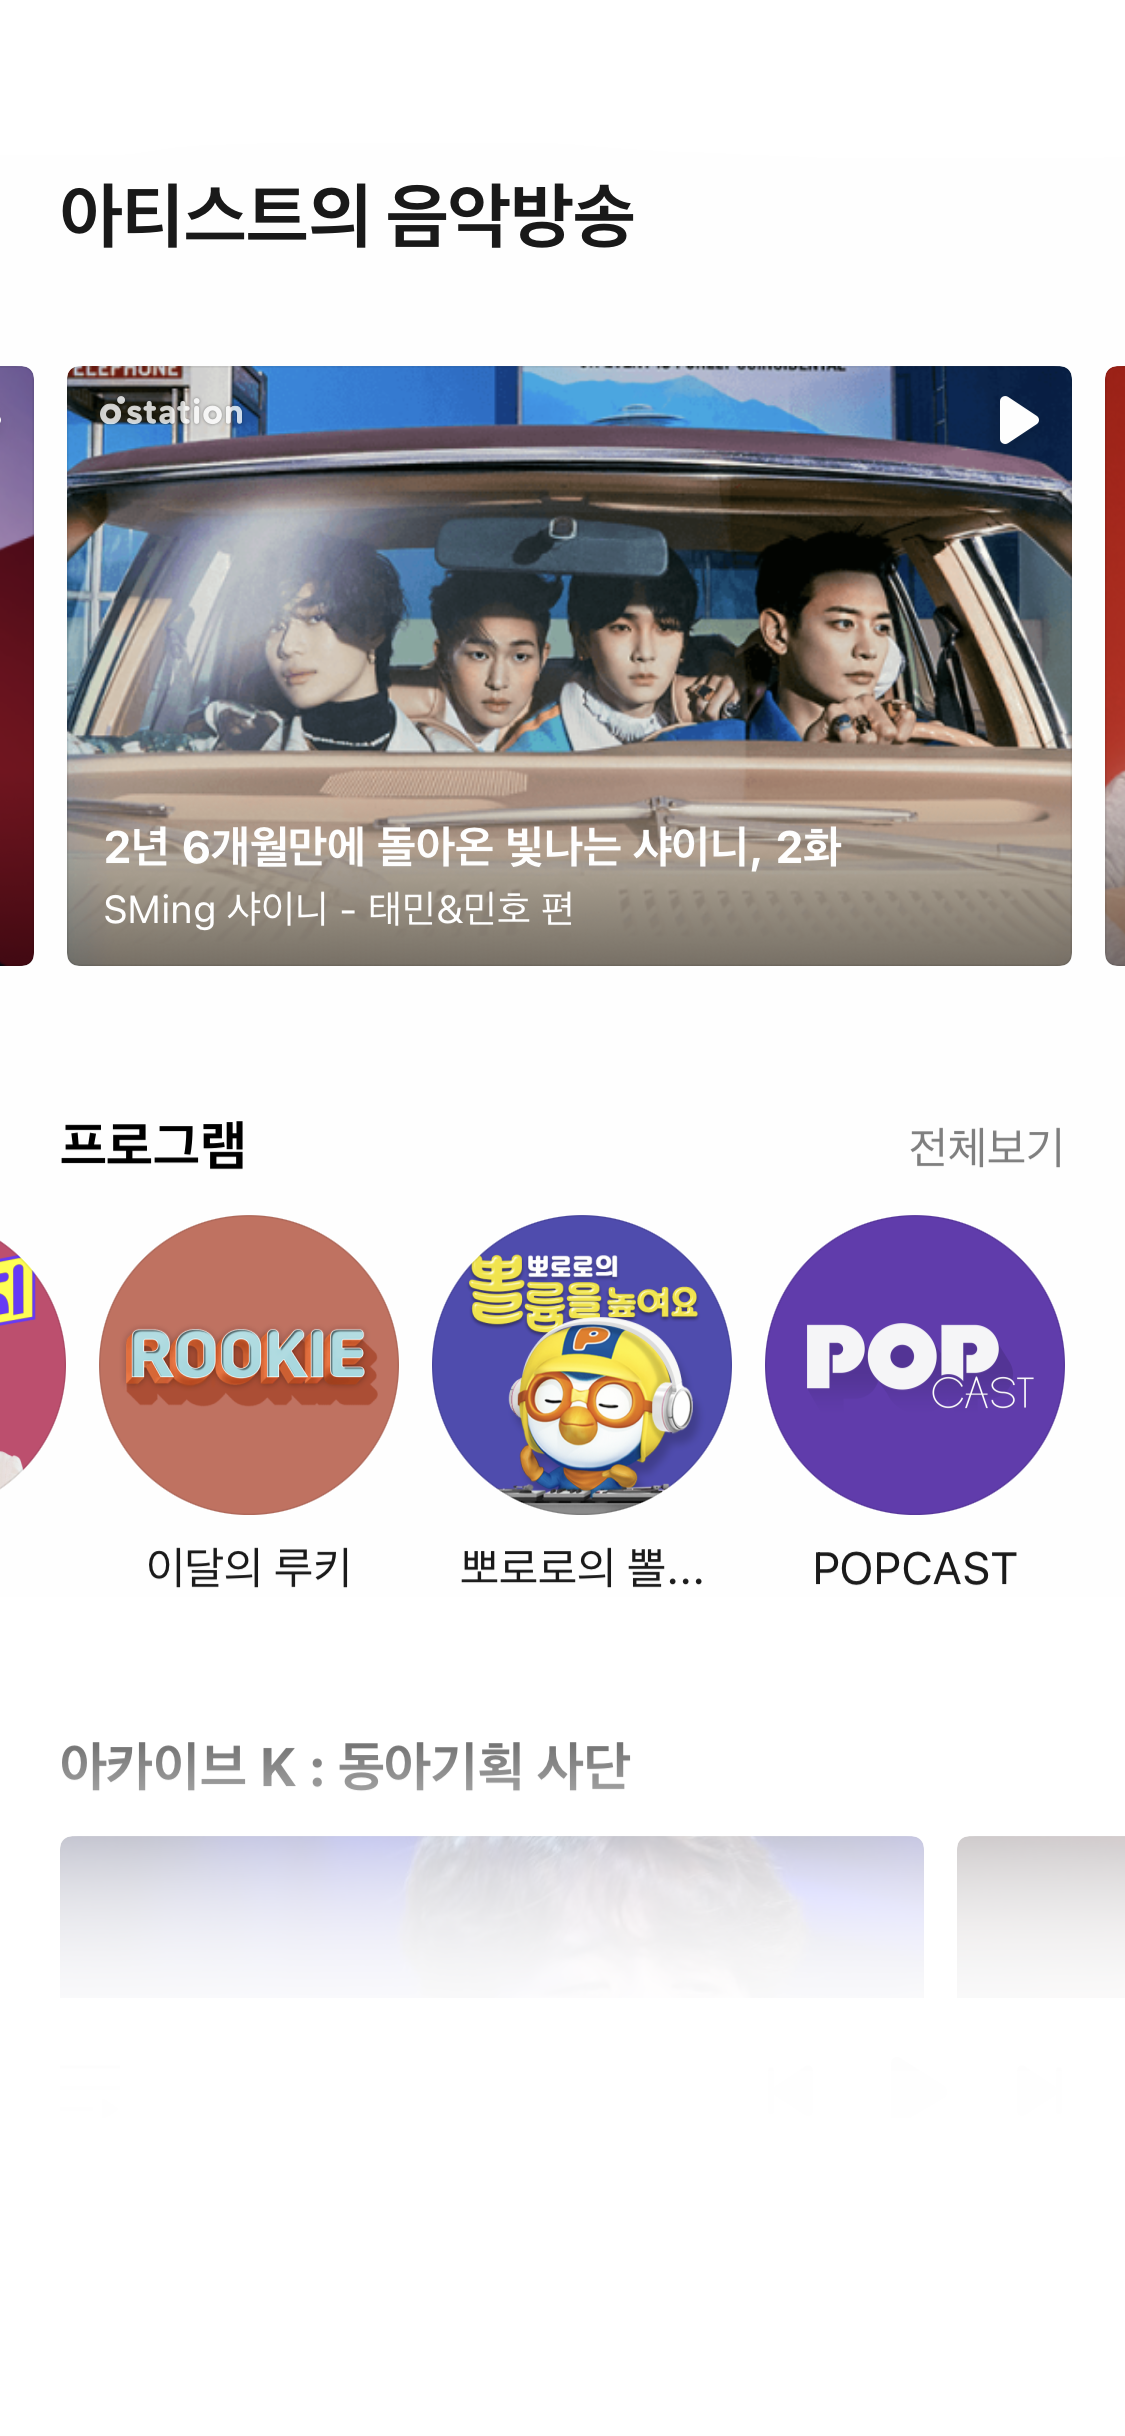 아티스트의 음악방송
TELEPHONE
station
2년 6개월만에 돌아온 빛나는 샤이니, 2화
SMing 샤이니 - 태민&민호 편
프로그램
전체보기
ROOKIE
뽀로로의
뽈륨을 높여요
P
POP
CAST
이달의 루키
뽀로로의 뽈...
POPCAST
아카이브 K : 동아기획 사단